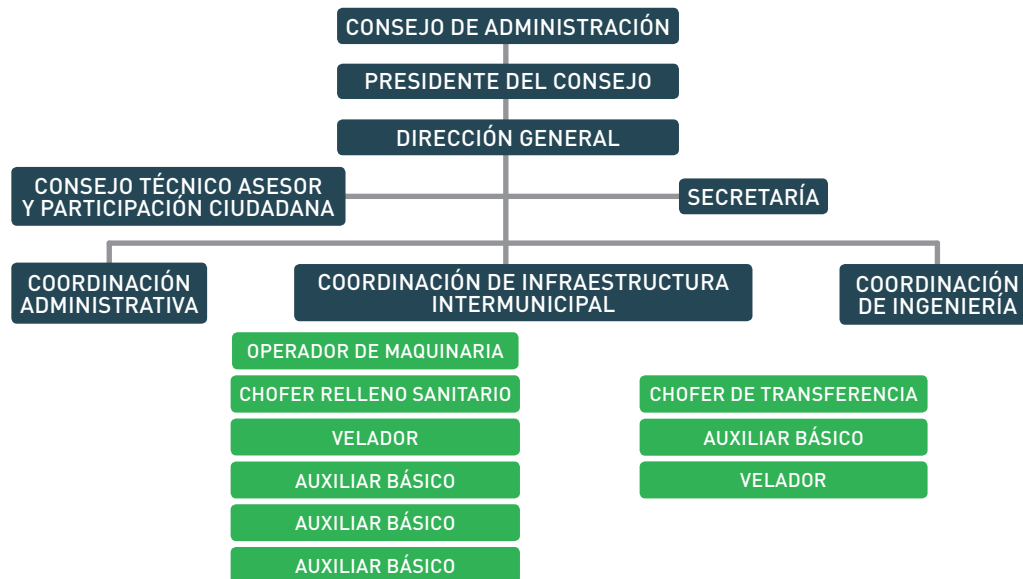 CONSEJO DE ADMINISTRACIÓN
PRESIDENTE DEL CONSEJO
DIRECCIÓN GENERAL
CONSEJO TÉCNICO ASESOR
Y PARTICIPACIÓN CIUDADANA
SECRETARÍA
COORDINACIÓN
ADMINISTRATIVA
COORDINACIÓN DE INFRAESTRUCTURA
INTERMUNICIPAL
COORDINACIÓN
DE INGENIERÍA
OPERADOR DE MAQUINARIA
CHOFER RELLENO SANITARIO
VELADOR
AUXILIAR BÁSICO
AUXILIAR BÁSICO
AUXILIAR BÁSICO
CHOFER DE TRANSFERENCIA
AUXILIAR BÁSICO
VELADOR